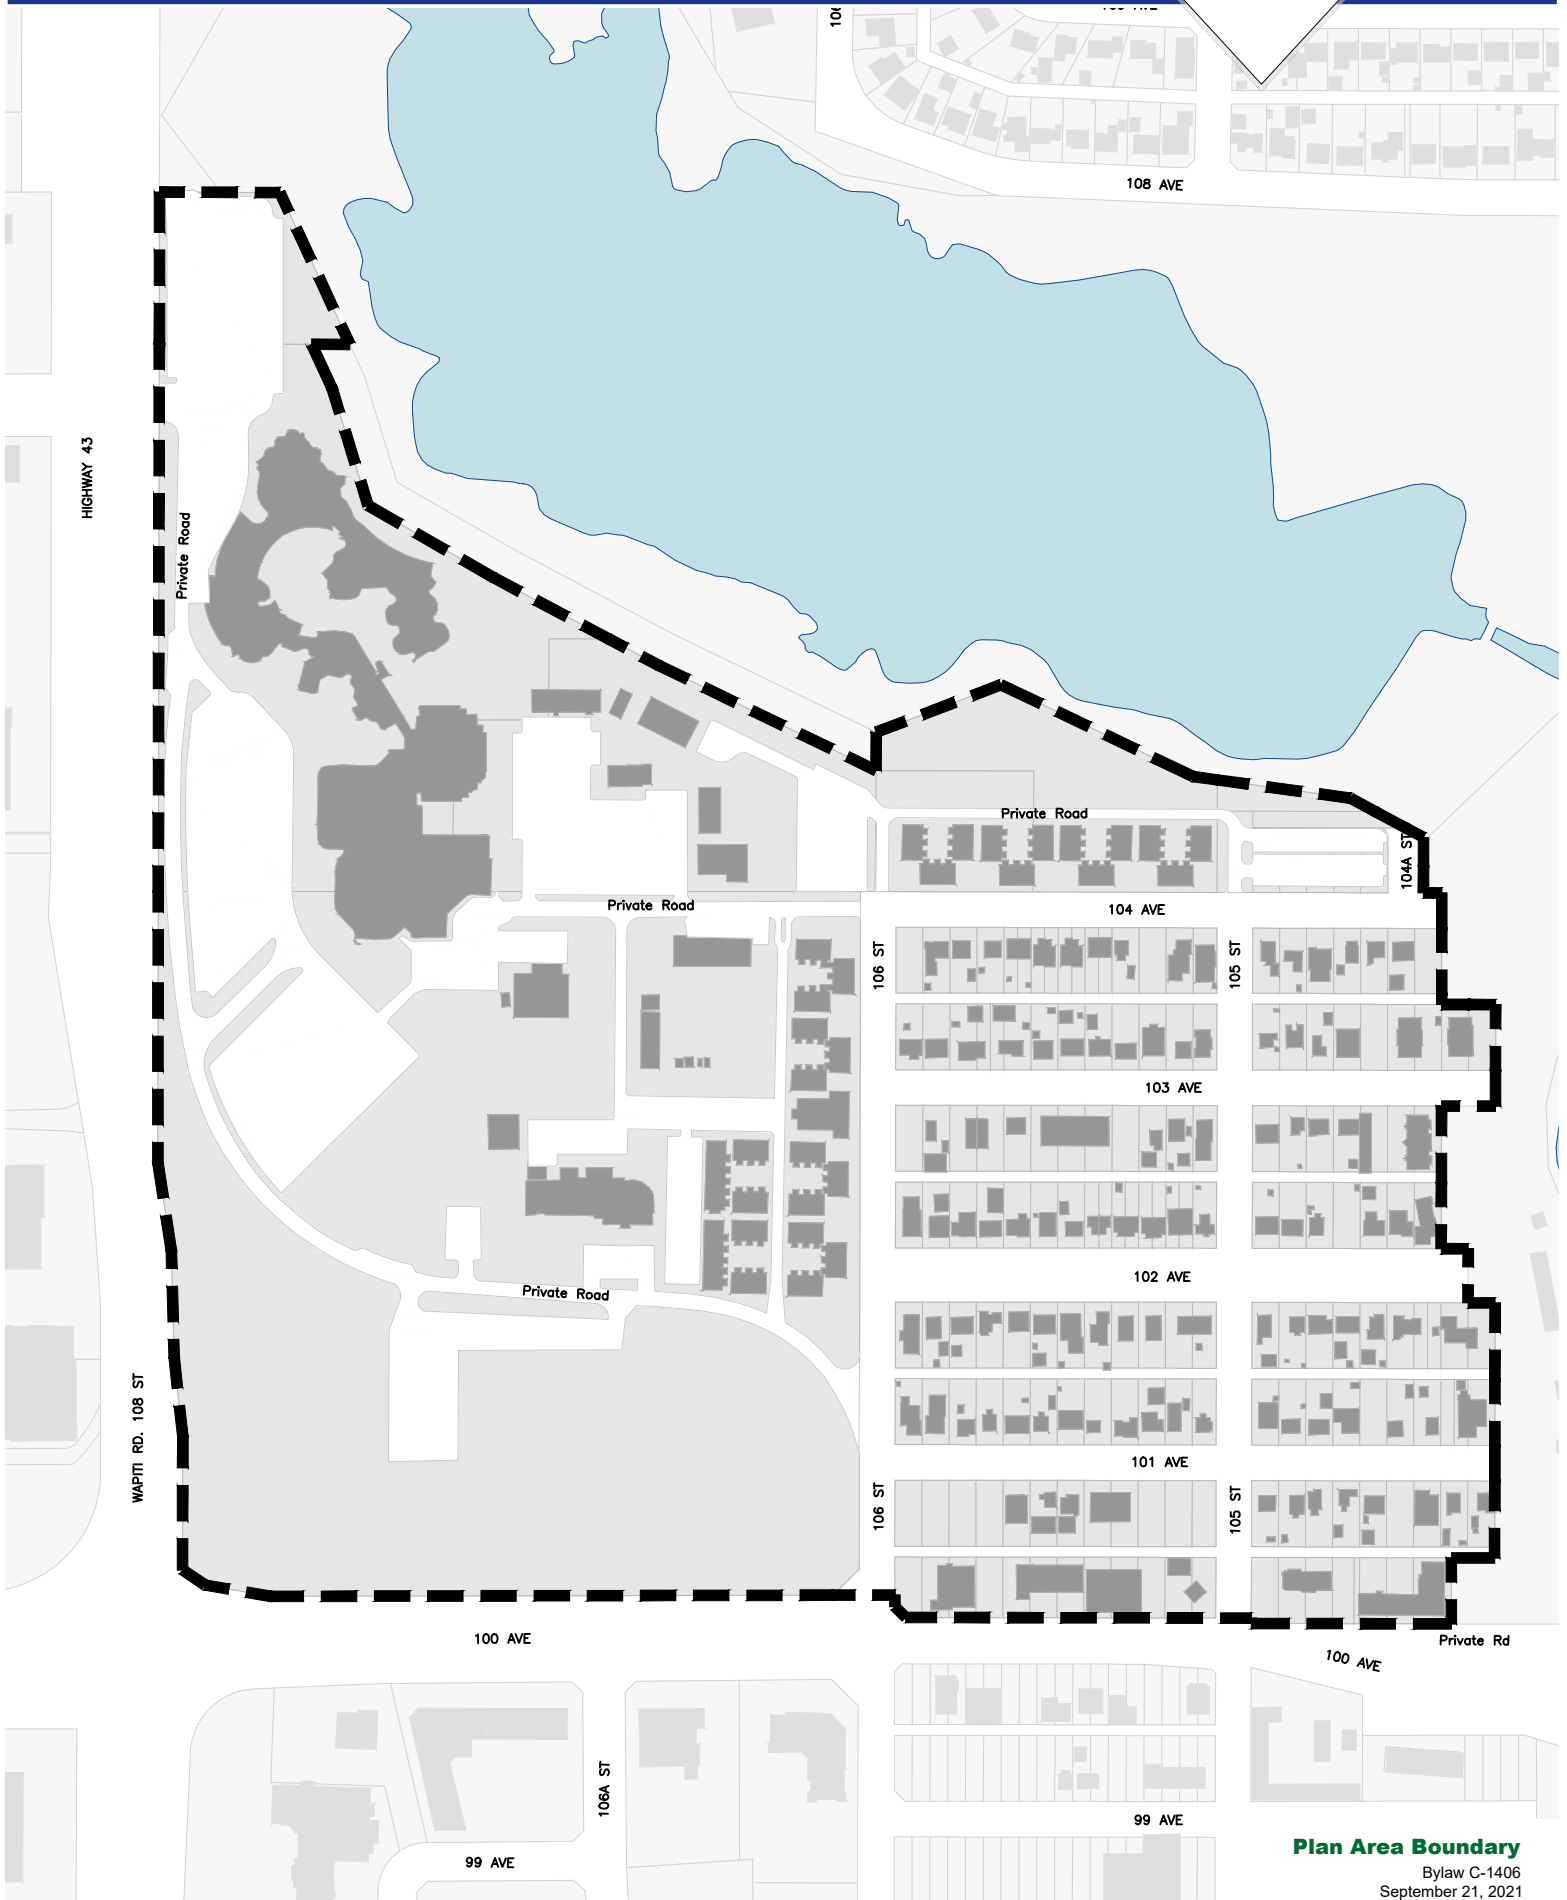 106
108 AVE
HIGHWAY 43
Private Road
Private Road
104A ST
Private Road
104 AVE
106 ST
105 ST
103 AVE
102 AVE
Private Road
WAPITI RD. 108 ST
101 AVE
106 ST
105 ST
100 AVE
Private Rd
100 AVE
106A ST
99 AVE
99 AVE
Plan Area Boundary
Bylaw C-1406
September 21, 2021